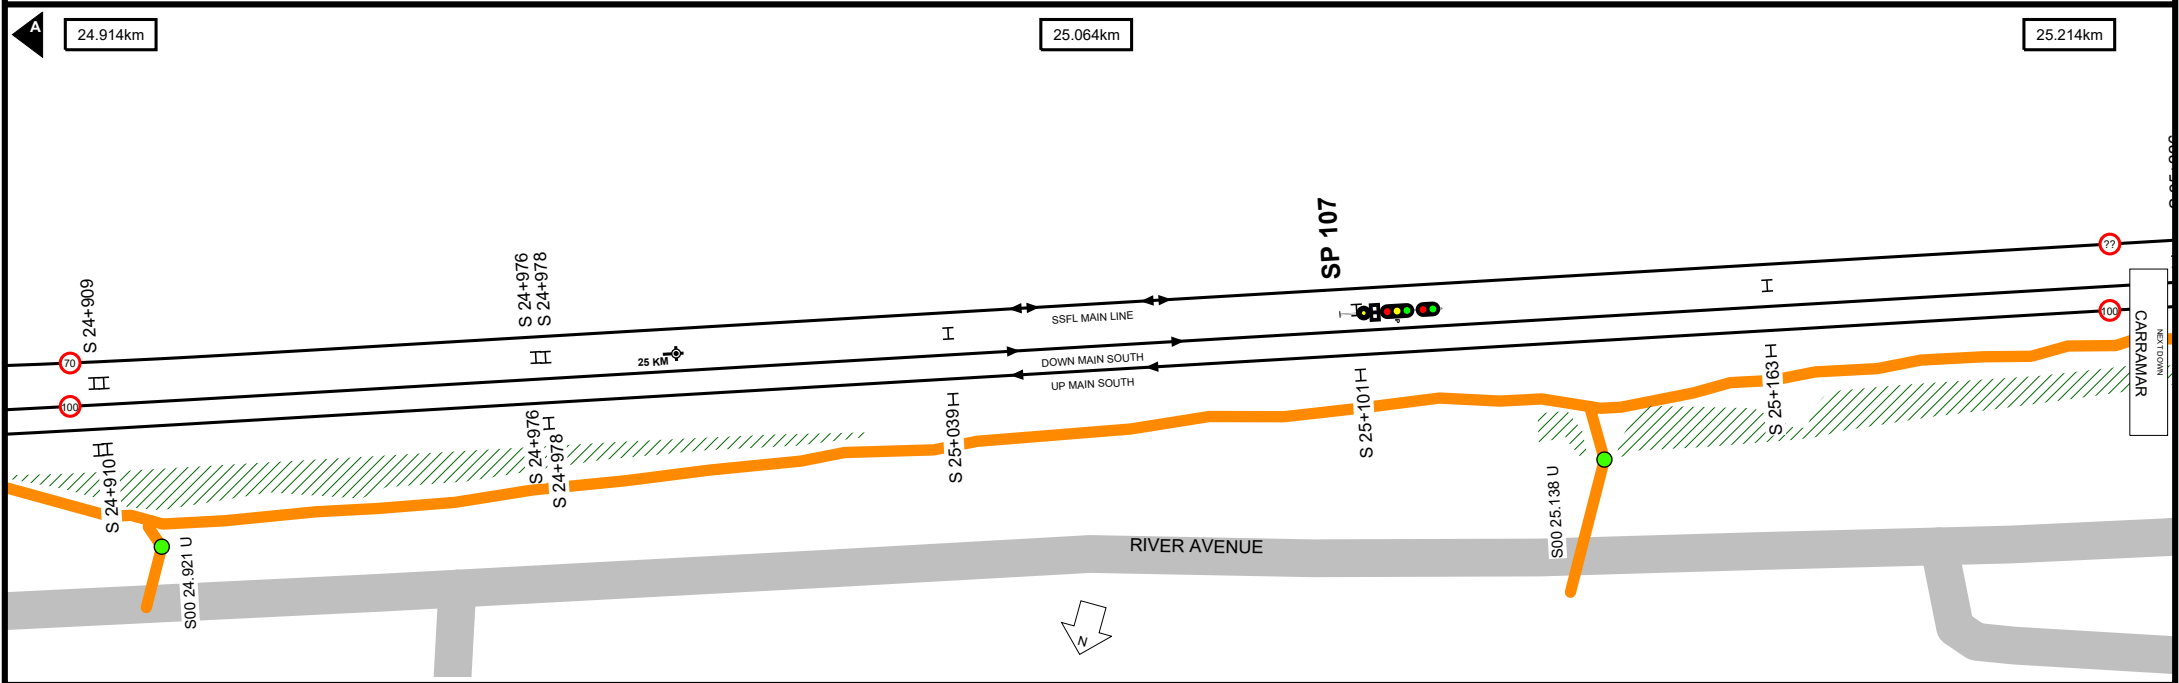 A
24.914km
25.064km
25.214km
SP 107
S 24+909
S 24+976
S 24+978
??
70
SSFL MAIN LINE
25 KM
DOWN MAIN SOUTH
UP MAIN SOUTH
100
100
CARRAMAR
NEXT DOWN
S 24+910
S 24+976
S 24+978
S 25+039
S 25+101
S 25+163
S00 24.921 U
S00 25.138 U
RIVER AVENUE
N